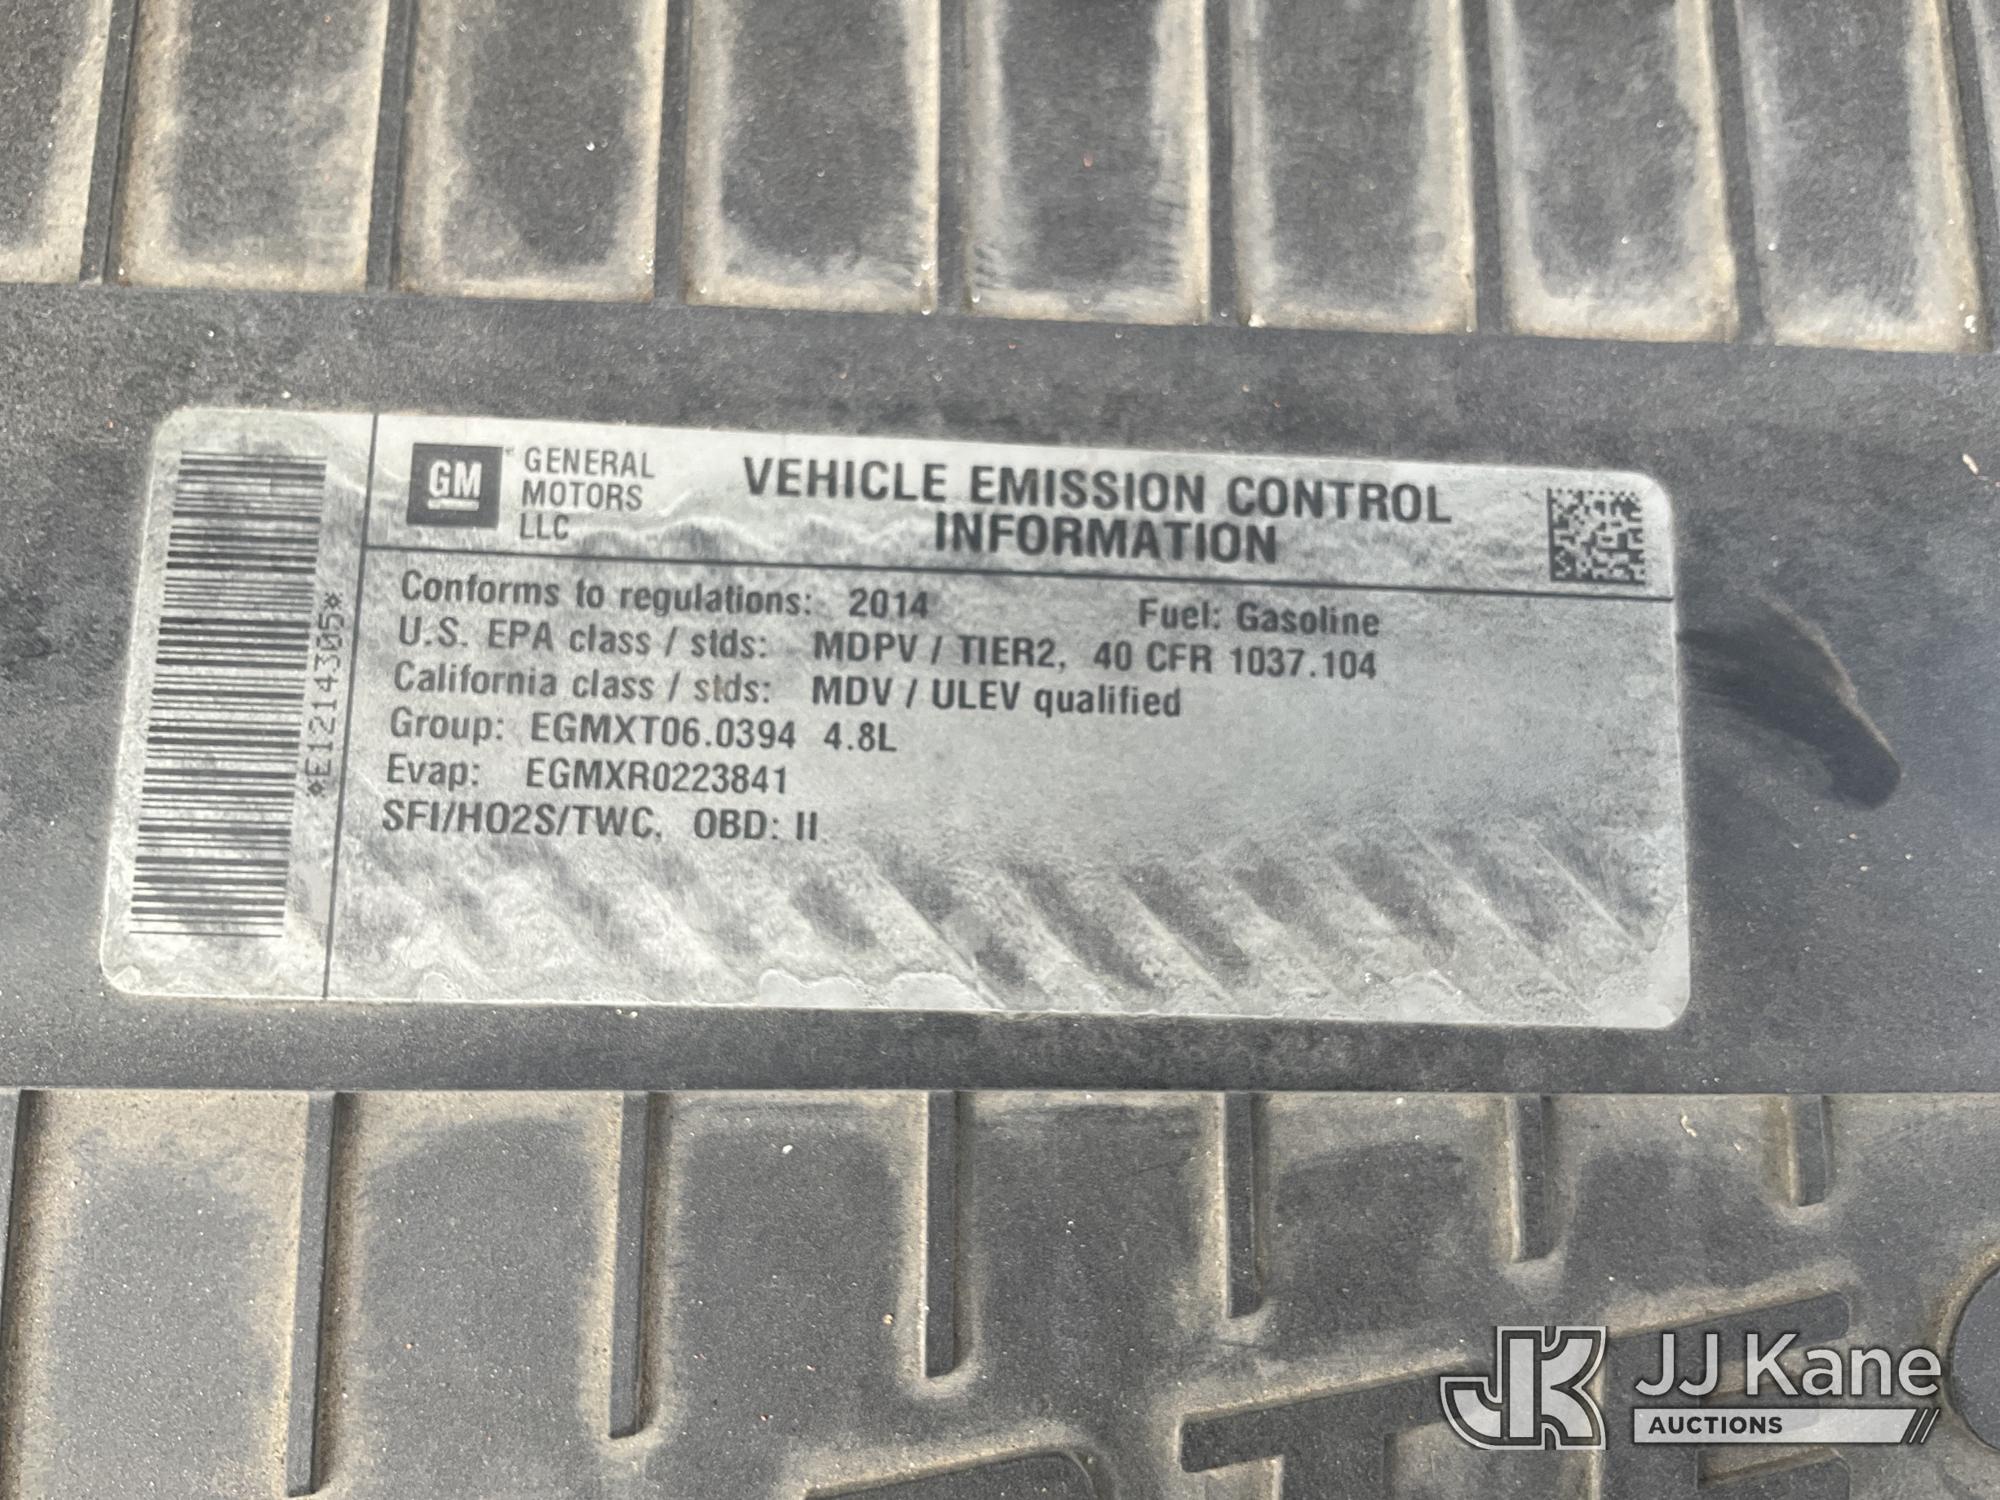 GM
GENERAL
MOTORS
LLC
VEHICLE EMISSION CONTROL
INFORMATION
Conforms to regulations: 2014 Fuel: Gasoline
U.S. EPA class / stds: MDPV / TIER2, 40 CFR 1037.104
California class / stds: MDV / ULEV qualified
Group: EGMXT06.0394 4.8L
Evap: EGMXR0223841
SFI/HO2S/TWC, OBD: II
*E1214305*
JK JJ Kane
AUCTIONS